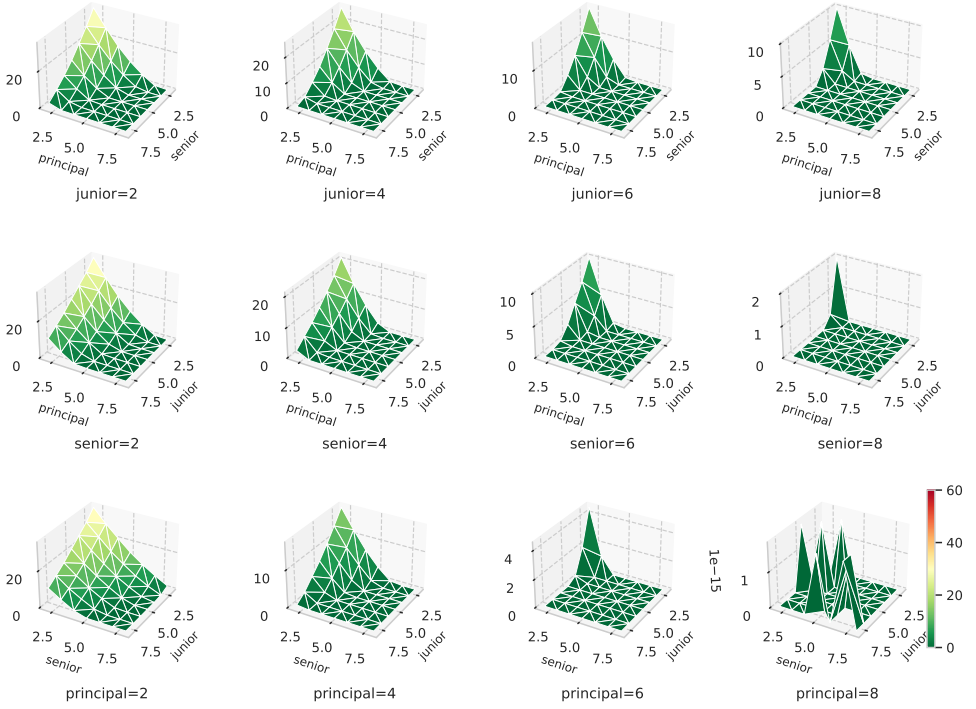 20
0
2.5
5.0
7.5
principal
7.5
5.0
2.5
senior
junior=2
20
10
0
2.5
5.0
7.5
principal
7.5
5.0
2.5
senior
junior=4
10
0
2.5
5.0
7.5
principal
7.5
5.0
2.5
senior
junior=6
10
5
0
2.5
5.0
7.5
principal
7.5
5.0
2.5
senior
junior=8
20
0
2.5
5.0
7.5
principal
7.5
5.0
2.5
junior
senior=2
20
10
0
2.5
5.0
7.5
principal
7.5
5.0
2.5
junior
senior=4
10
5
0
2.5
5.0
7.5
principal
7.5
5.0
2.5
junior
senior=6
2
1
0
2.5
5.0
7.5
principal
7.5
5.0
2.5
junior
senior=8
20
0
2.5
5.0
7.5
senior
7.5
5.0
2.5
junior
principal=2
10
0
2.5
5.0
7.5
senior
7.5
5.0
2.5
junior
principal=4
4
2
0
2.5
5.0
7.5
senior
7.5
5.0
2.5
junior
principal=6
1e−15
1
0
2.5
5.0
7.5
senior
7.5
5.0
2.5
junior
principal=8
60
40
20
0